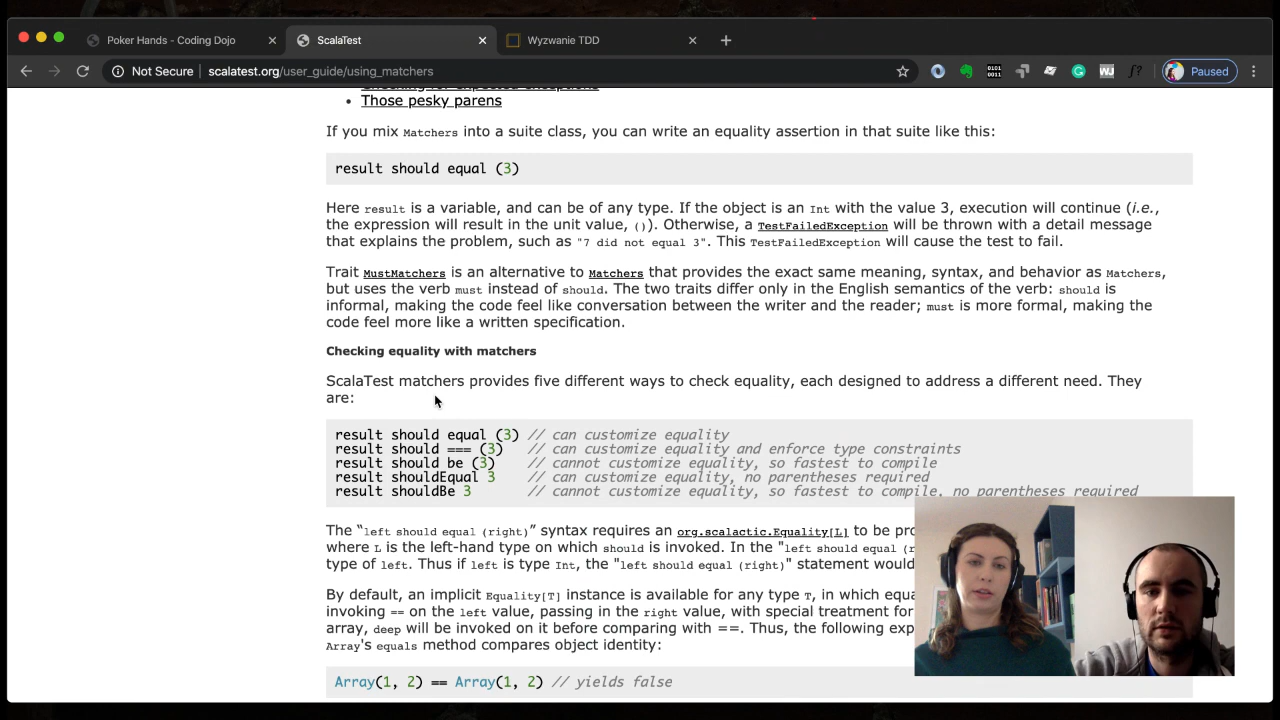 Poker Hands - Coding Dojo
ScalaTest
Wyzwanie TDD
Not Secure | scalatest.org/user_guide/using_matchers
0101
0011
G
WJ
f?
Paused
Checking for expected exceptions
• Those pesky parens
If you mix Matchers into a suite class, you can write an equality assertion in that suite like this:
result should equal (3)
Here result is a variable, and can be of any type. If the object is an Int with the value 3, execution will continue (i.e.,
the expression will result in the unit value, ()). Otherwise, a TestFailedException will be thrown with a detail message
that explains the problem, such as "7 did not equal 3". This TestFailedException will cause the test to fail.
Trait MustMatchers is an alternative to Matchers that provides the exact same meaning, syntax, and behavior as Matchers,
but uses the verb must instead of should. The two traits differ only in the English semantics of the verb: should is
informal, making the code feel like conversation between the writer and the reader; must is more formal, making the
code feel more like a written specification.
Checking equality with matchers
ScalaTest matchers provides five different ways to check equality, each designed to address a different need. They
are:
result should equal (3) // can customize equality
result should === (3) // can customize equality and enforce type constraints
result should be (3) // cannot customize equality, so fastest to compile
result shouldEqual 3 // can customize equality, no parentheses required
result shouldBe 3 // cannot customize equality, so fastest to compile, no parentheses required
The “left should equal (right)” syntax requires an org.scalactic.Equality[L] to be
where L is the left-hand type on which should is invoked. In the "left should equal
type of left. Thus if left is type Int, the "left should equal (right)" statement would
By default, an implicit Equality[T] instance is available for any type T, in which
invoking == on the left value, passing in the right value, with special treatment for
array, deep will be invoked on it before comparing with ==. Thus, the following
Array's equals method compares object identity:
Array(1, 2) == Array(1, 2) // yields false